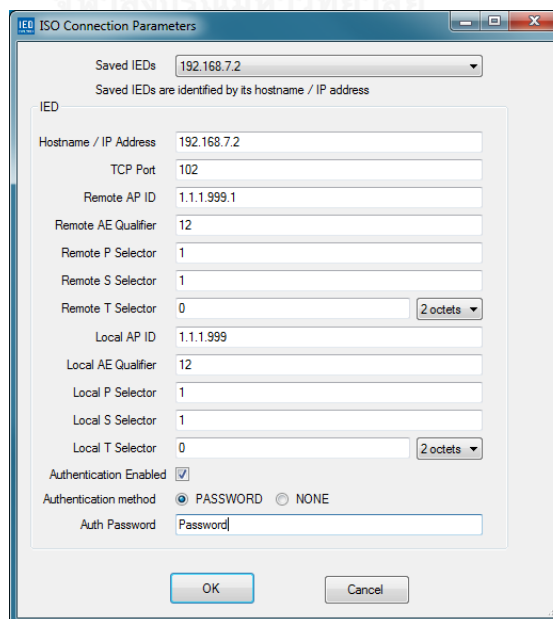 IED ISO Connection Parameters
Saved IEDs 192.168.7.2
Saved IEDs are identified by its hostname / IP address
IED
Hostname / IP Address 192.168.7.2
TCP Port 102
Remote AP ID 1.1.1.999.1
Remote AE Qualifier 12
Remote P Selector 1
Remote S Selector 1
Remote T Selector 0 2 octets
Local AP ID 1.1.1.999
Local AE Qualifier 12
Local P Selector 1
Local S Selector 1
Local T Selector 0 2 octets
Authentication Enabled
Authentication method PASSWORD NONE
Auth Password Password
OK Cancel